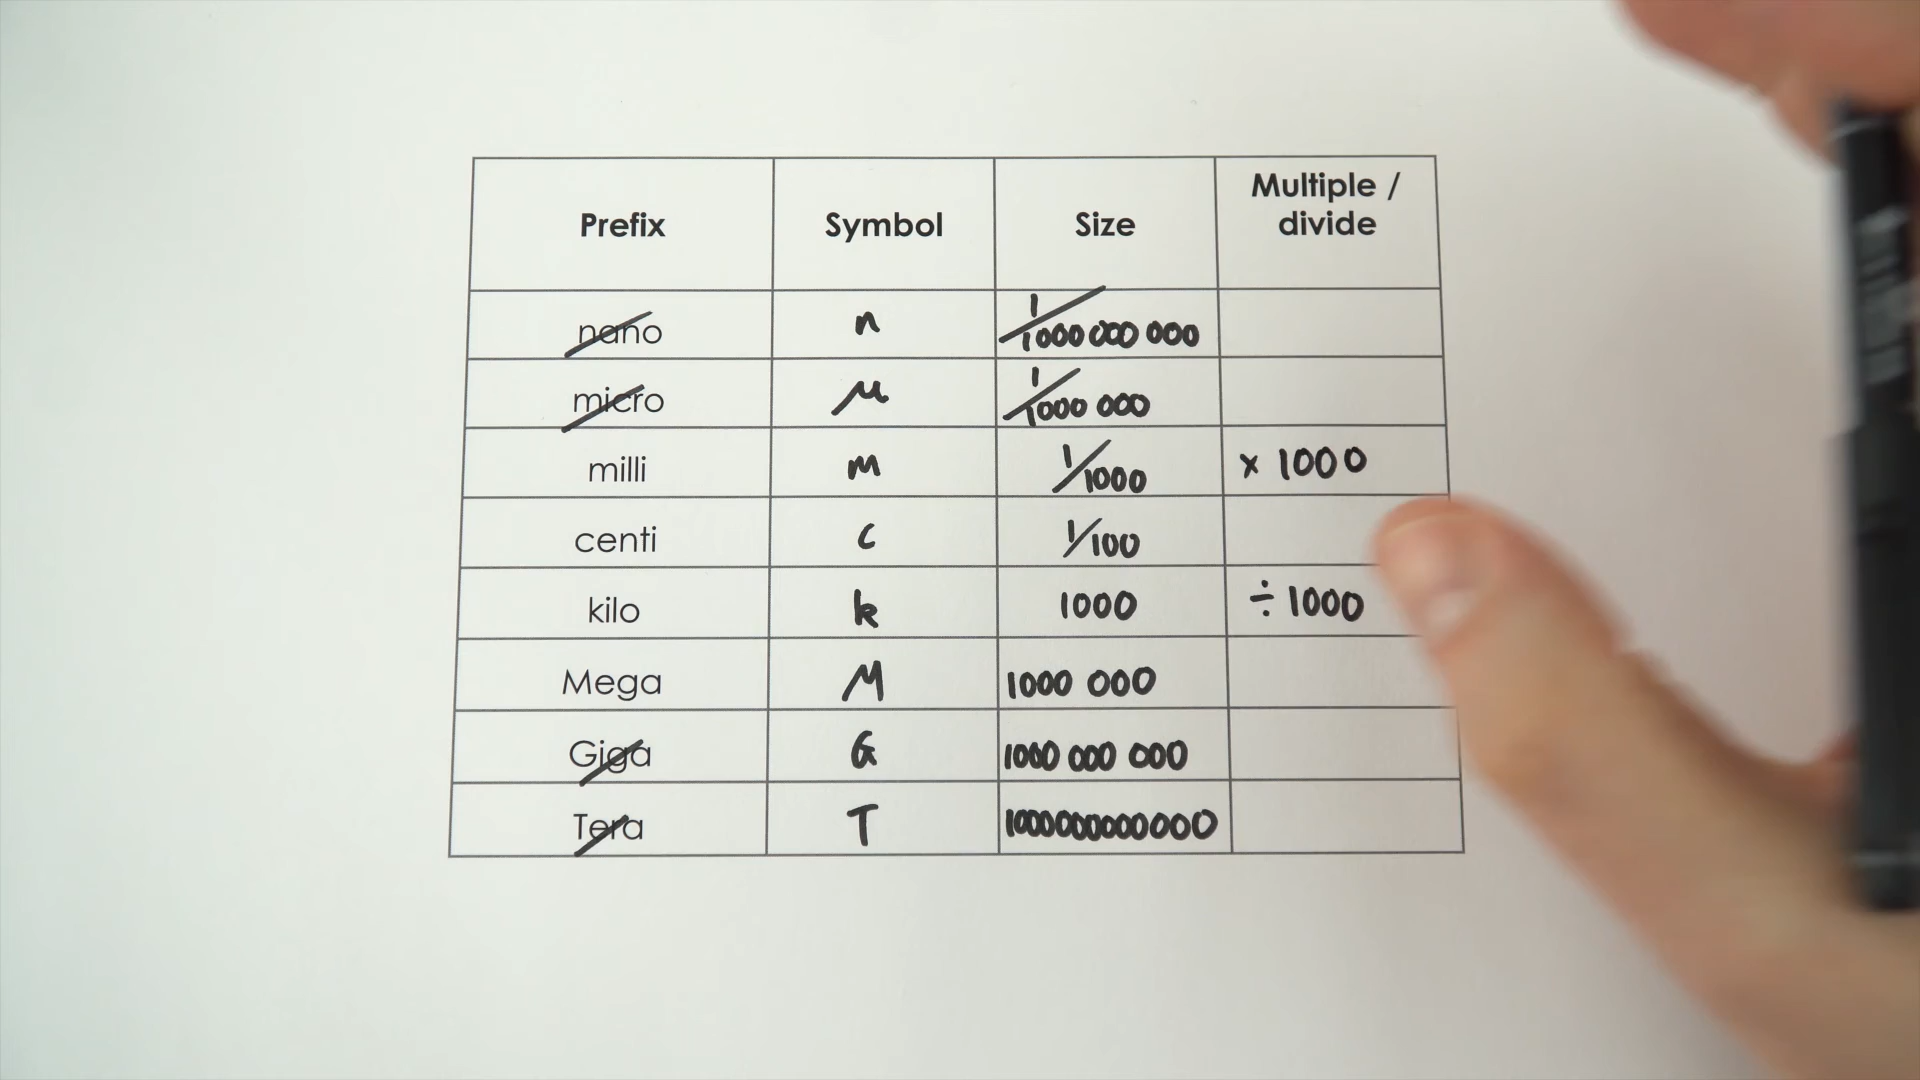 Prefix Symbol Size Multiple /
divide
nano n 1/1000 000 000
micro μ 1/1000 000
milli m 1/1000 × 1000
centi c 1/100
kilo k 1000 ÷ 1000
Mega M 1000 000
Giga G 1000 000 000
Tera T 1000000000000